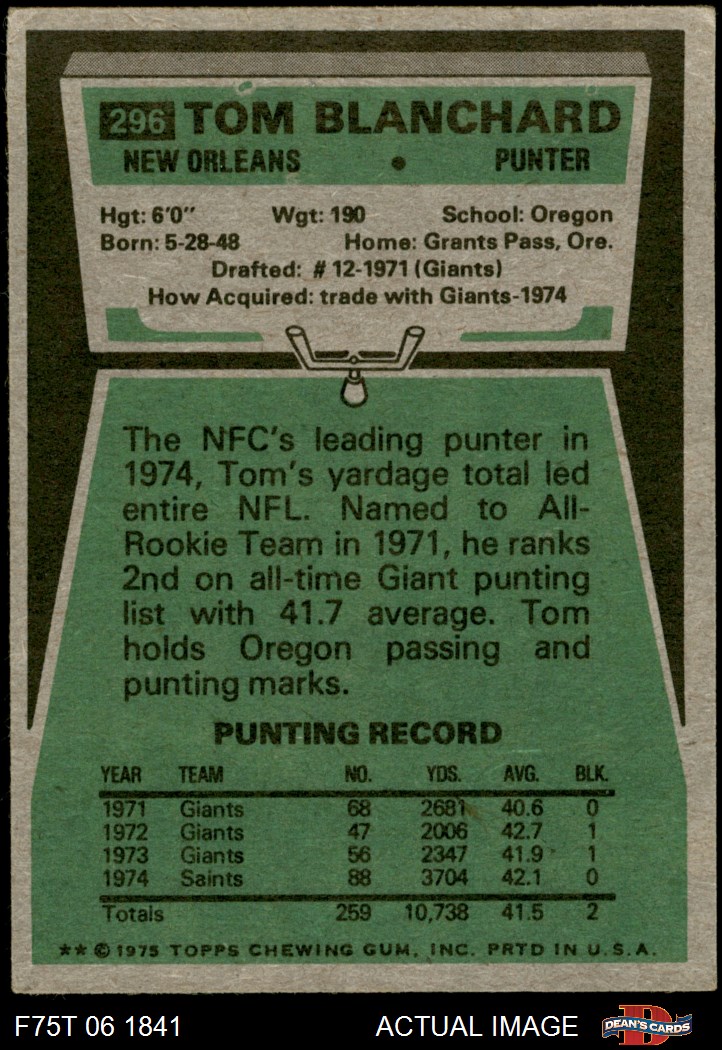 296 TOM BLANCHARD
NEW ORLEANS • PUNTER
Hgt: 6'0" Wgt: 190 School: Oregon
Born: 5-28-48 Home: Grants Pass, Ore.
Drafted: #12-1971 (Giants)
How Acquired: trade with Giants-1974
The NFC's leading punter in
1974, Tom's yardage total led
entire NFL. Named to All-
Rookie Team in 1971, he ranks
2nd on all-time Giant punting
list with 41.7 average. Tom
holds Oregon passing and
punting marks.
PUNTING RECORD
YEAR TEAM NO. YDS. AVG. BLK.
1971 Giants 68 2681 40.6 0
1972 Giants 47 2006 42.7 1
1973 Giants 56 2347 41.9 1
1974 Saints 88 3704 42.1 0
Totals 259 10,738 41.5 2
** © 1975 TOPPS CHEWING GUM, INC. PRTD IN U.S.A.
F75T 06 1841 ACTUAL IMAGE D DEAN'S CARDS